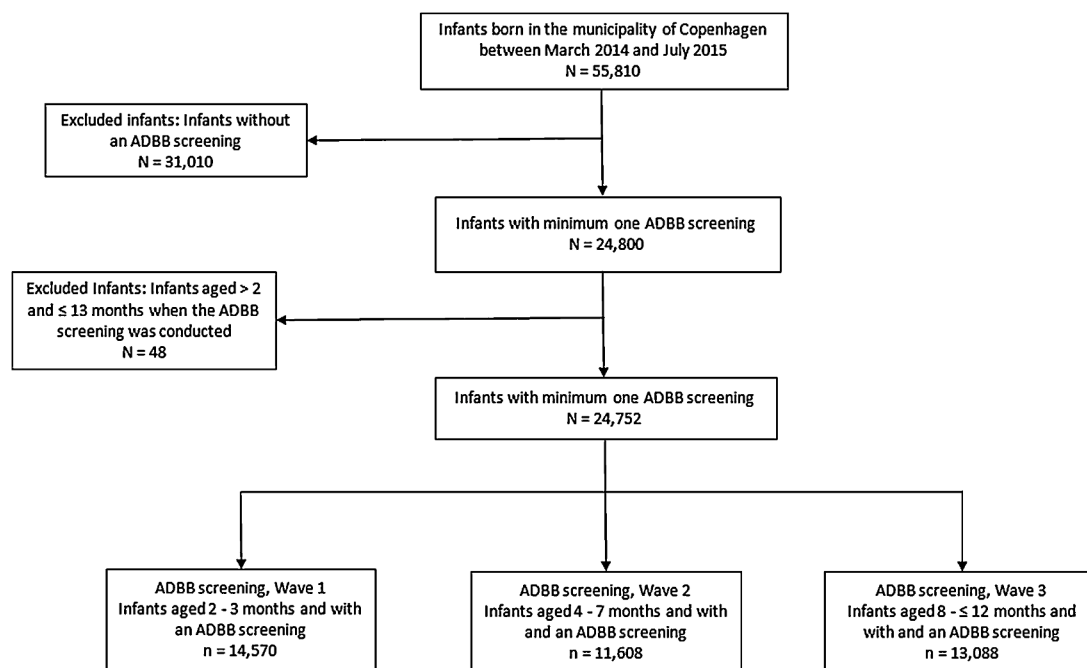 Infants born in the municipality of Copenhagen
between March 2014 and July 2015
N = 55,810
Excluded infants: Infants without
an ADBB screening
N = 31,010
Infants with minimum one ADBB screening
N = 24,800
Excluded Infants: Infants aged > 2
and ≤ 13 months when the ADBB
screening was conducted
N = 48
Infants with minimum one ADBB screening
N = 24,752
ADBB screening, Wave 1
Infants aged 2 - 3 months and with
an ADBB screening
n = 14,570
ADBB screening, Wave 2
Infants aged 4 - 7 months and with
and an ADBB screening
n = 11,608
ADBB screening, Wave 3
Infants aged 8 - ≤ 12 months and
with and an ADBB screening
n = 13,088